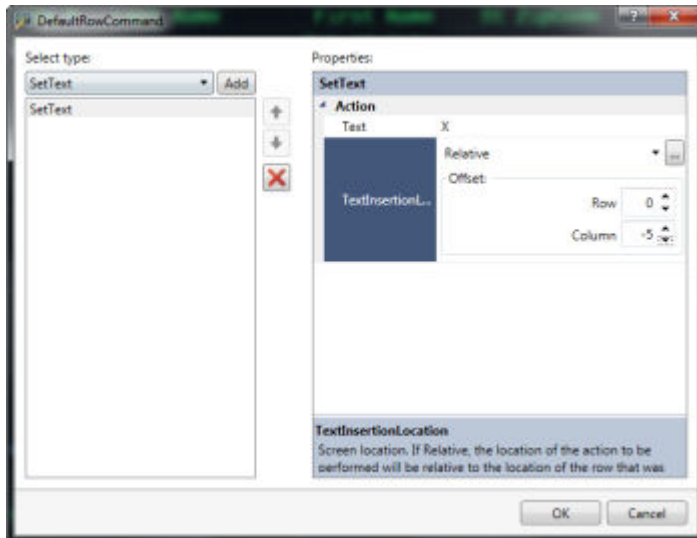 DefaultRowCommand
Select type:
SetText
Add
SetText
Properties:
SetText
Action
Text X
TextInsertionL...
Relative
...
Offset:
Row 0
Column -5
TextInsertionLocation
Screen location. If Relative, the location of the action to be
performed will be relative to the location of the row that was
OK
Cancel